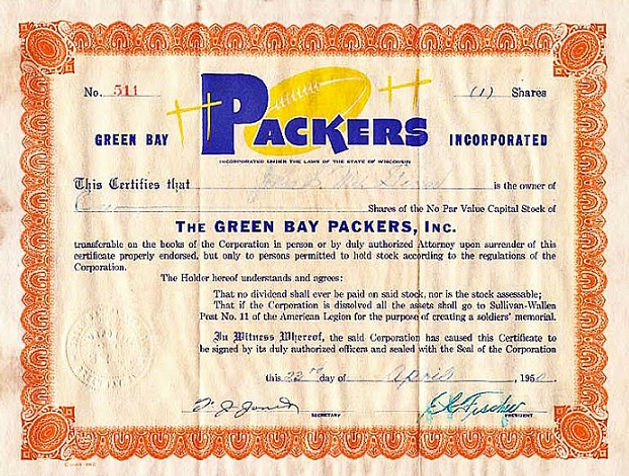 No. 511
(1) Shares
PACKERS
GREEN BAY
INCORPORATED
INCORPORATED UNDER THE LAWS OF THE STATE OF WISCONSIN
This Certifies that
is the owner of
One Shares of the No Par Value Capital Stock of
THE GREEN BAY PACKERS, INC.
transferable on the books of the Corporation in person or by duly authorized Attorney upon surrender of this
certificate properly endorsed, but only to persons permitted to hold stock according to the regulations of the
Corporation.
The Holder hereof understands and agrees:
That no dividend shall ever be paid on said stock, nor is the stock assessable;
That if the Corporation is dissolved all the assets shall go to Sullivan-Wallen
Post No. 11 of the American Legion for the purpose of creating a soldiers' memorial.
In Witness Whereof, the said Corporation has caused this Certificate to
be signed by its duly authorized officers and sealed with the Seal of the Corporation
this 22nd day of April, 1950.
SECRETARY
PRESIDENT